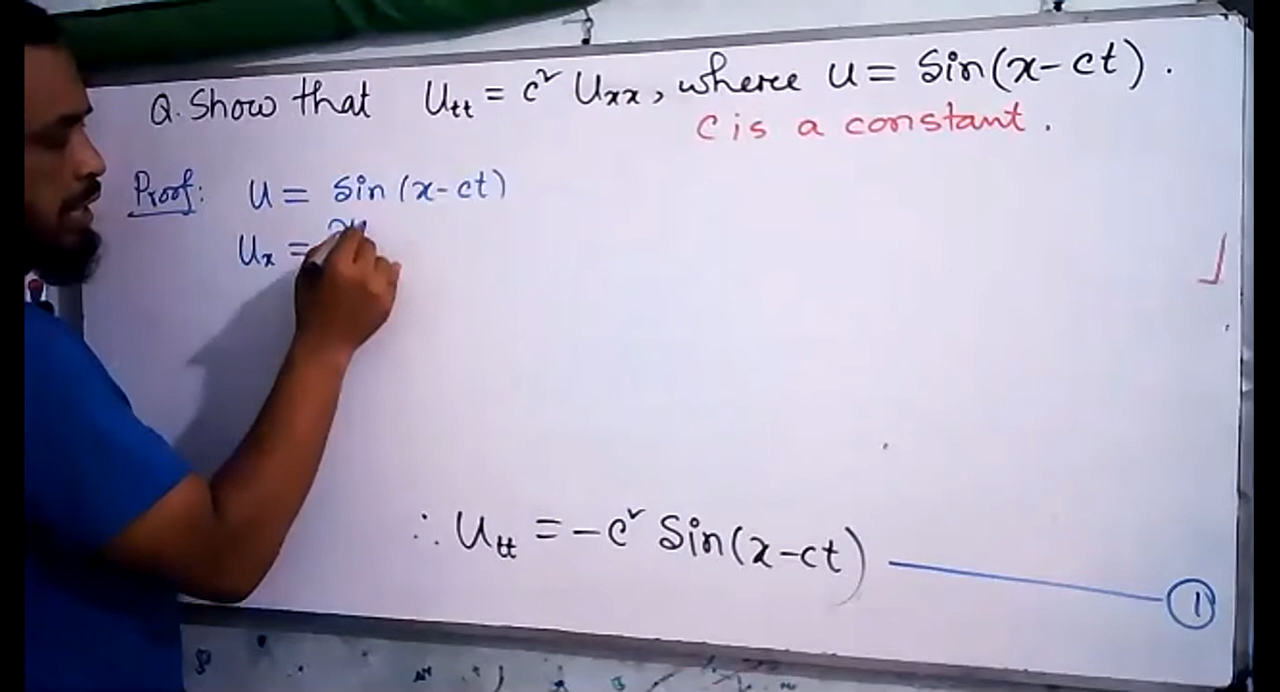 Q. Show that Utt = c² Uxx, where u = Sin(x-ct).
C is a constant.
Proof: u = Sin(x-ct)
Ux =
∴ Utt = -c² Sin(x-ct) ①